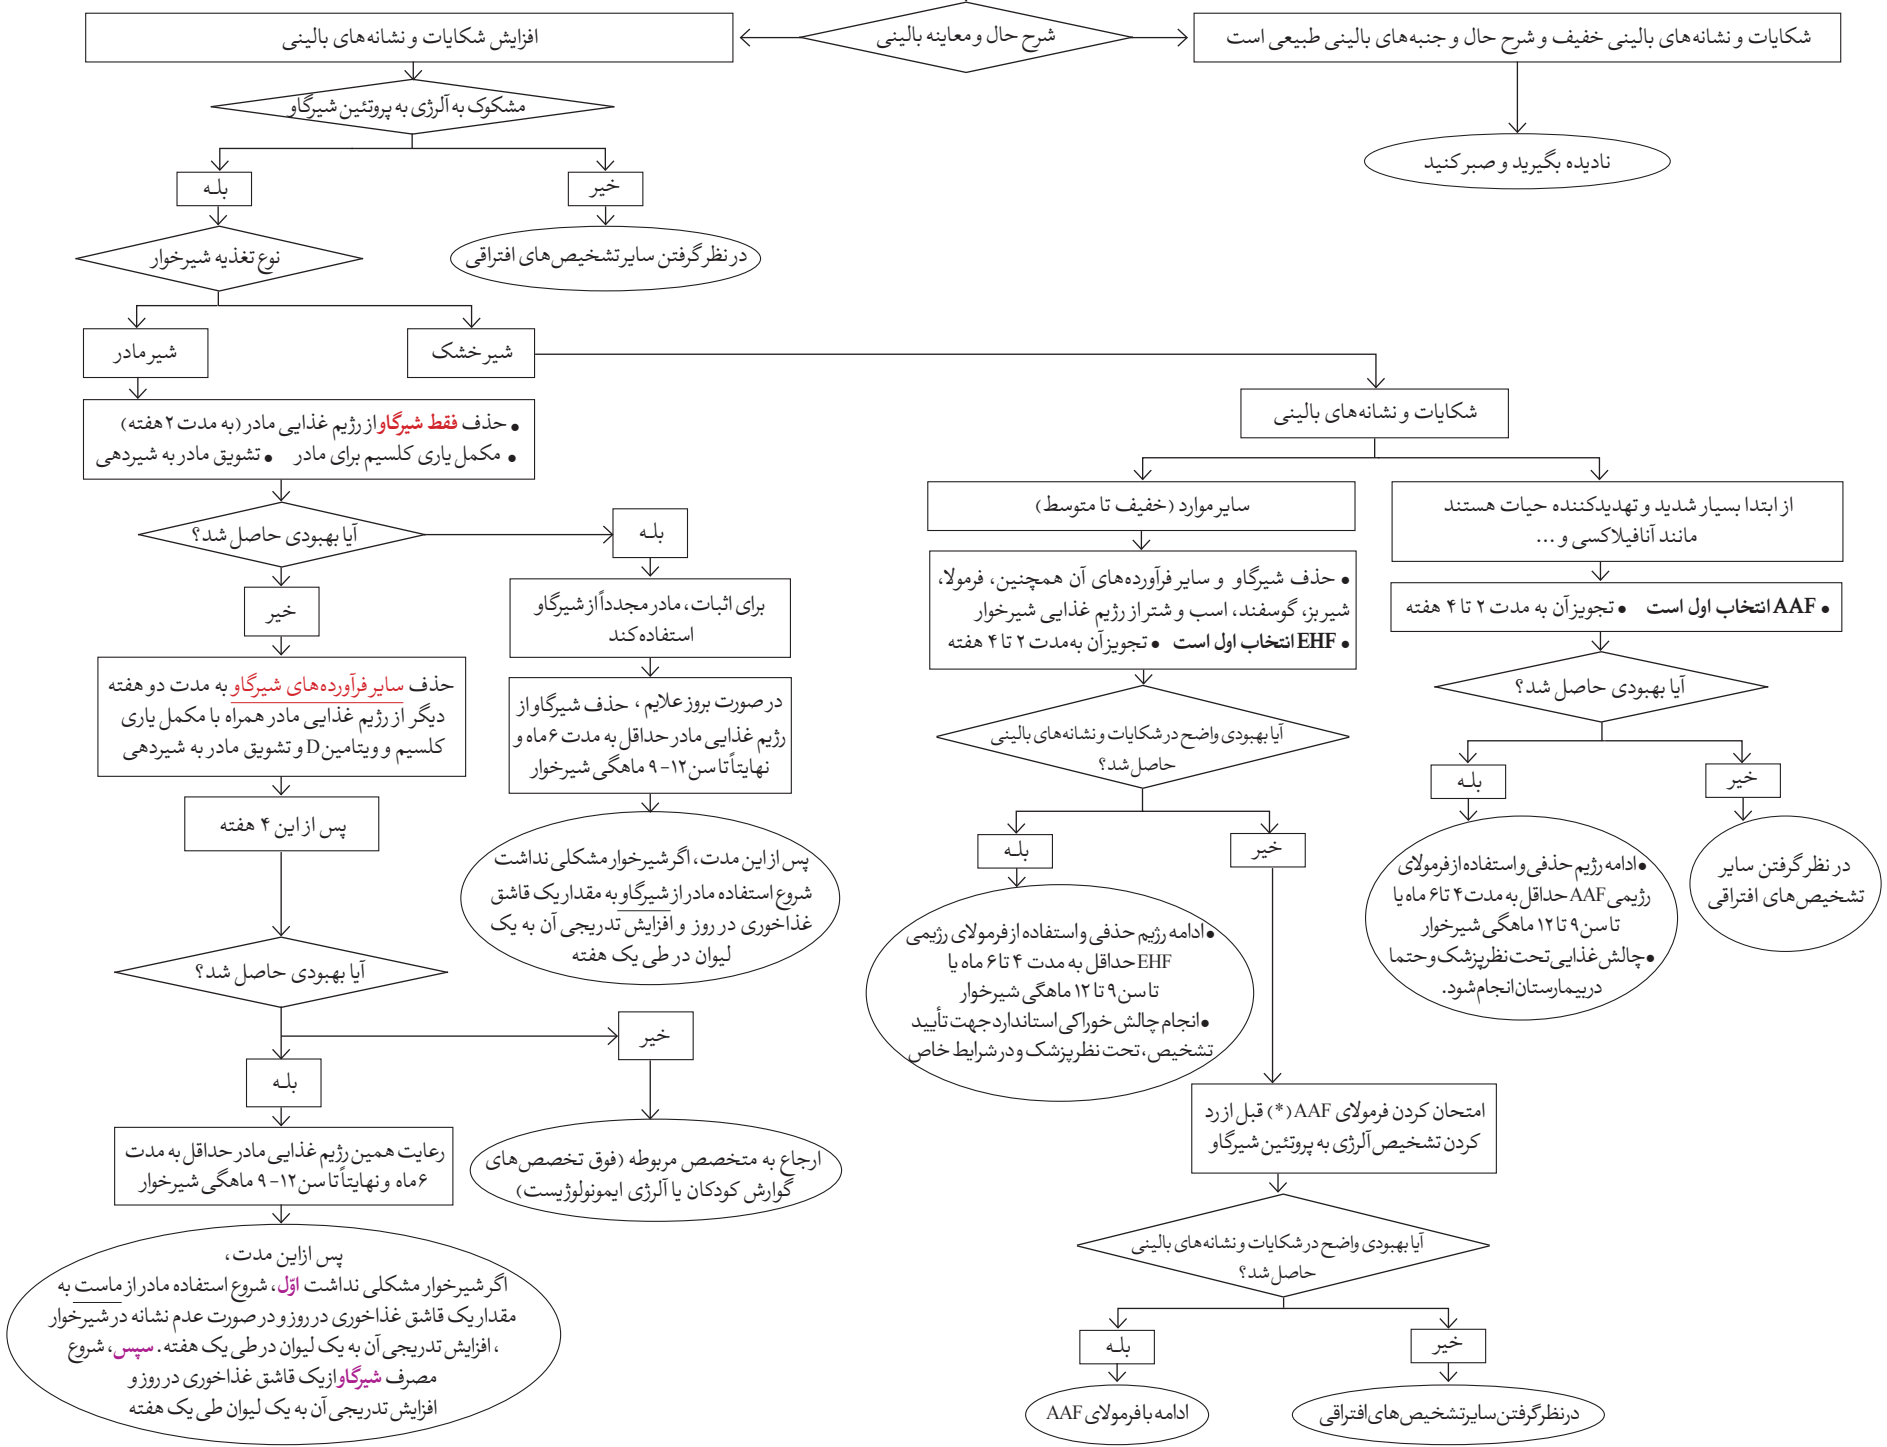 شرح حال و معاینه بالینی
شکایات و نشانه‌های بالینی خفیف و شرح حال و جنبه‌های بالینی طبیعی است
نادیده بگیرید و صبر کنید
افزایش شکایات و نشانه‌های بالینی
مشکوک به آلرژی به پروتئین شیرگاو
خیر
بلـه
در نظر گرفتن سایر تشخیص‌های افتراقی
نوع تغذیه شیرخوار
شیر خشک
شیر مادر
• حذف فقط شیرگاو از رژیم غذایی مادر (به مدت ۲ هفته)
• مکمل یاری کلسیم برای مادر • تشویق مادر به شیردهی
آیا بهبودی حاصل شد؟
بلـه
برای اثبات، مادر مجدداً از شیرگاو
استفاده کند
در صورت بروز علایم ، حذف شیرگاو از
رژیم غذایی مادر حداقل به مدت ۶ ماه و
نهایتاً تا سن ۱۲-۹ ماهگی شیرخوار
پس از این مدت، اگر شیرخوار مشکلی نداشت
شروع استفاده مادر از شیرگاو به مقدار یک قاشق
غذاخوری در روز و افزایش تدریجی آن به یک
لیوان در طی یک هفته
خیر
حذف سایر فرآورده‌های شیرگاو به مدت دو هفته
دیگر از رژیم غذایی مادر همراه با مکمل یاری
کلسیم و ویتامین D و تشویق مادر به شیردهی
پس از این ۴ هفته
آیا بهبودی حاصل شد؟
خیر
ارجاع به متخصص مربوطه (فوق تخصص‌های
گوارش کودکان یا آلرژی ایمونولوژیست)
بلـه
رعایت همین رژیم غذایی مادر حداقل به مدت
۶ ماه و نهایتاً تا سن ۱۲-۹ ماهگی شیرخوار
پس ازاین مدت،
اگر شیرخوار مشکلی نداشت اوّل، شروع استفاده مادر از ماست به
مقدار یک قاشق غذاخوری در روز و در صورت عدم نشانه در شیرخوار
، افزایش تدریجی آن به یک لیوان در طی یک هفته. سپس، شروع
مصرف شیرگاو ازیک قاشق غذاخوری در روز و
افزایش تدریجی آن به یک لیوان طی یک هفته
شکایات و نشانه‌های بالینی
از ابتدا بسیار شدید و تهدیدکننده حیات هستند
مانند آنافیلاکسی و ...
• AAF انتخاب اول است • تجویز آن به مدت ۲ تا ۴ هفته
آیا بهبودی حاصل شد؟
خیر
در نظر گرفتن سایر
تشخیص‌های افتراقی
بلـه
• ادامه رژیم حذفی و استفاده از فرمولای
رژیمی AAF حداقل به مدت ۴ تا ۶ ماه یا
تا سن ۹ تا ۱۲ ماهگی شیرخوار
• چالش غذایی تحت نظر پزشک و حتما
در بیمارستان انجام شود.
سایر موارد (خفیف تا متوسط)
• حذف شیرگاو و سایر فرآورده‌های آن همچنین، فرمولا،
شیر بز، گوسفند، اسب و شتر از رژیم غذایی شیرخوار
• EHF انتخاب اول است • تجویز آن به مدت ۲ تا ۴ هفته
آیا بهبودی واضح در شکایات و نشانه‌های بالینی
حاصل شد؟
بلـه
• ادامه رژیم حذفی و استفاده از فرمولای رژیمی
EHF حداقل به مدت ۴ تا ۶ ماه یا
تا سن ۹ تا ۱۲ ماهگی شیرخوار
• انجام چالش خوراکی استاندارد جهت تأیید
تشخیص، تحت نظر پزشک و در شرایط خاص
خیر
امتحان کردن فرمولای AAF (*) قبل از رد
کردن تشخیص آلرژی به پروتئین شیرگاو
آیا بهبودی واضح در شکایات و نشانه‌های بالینی
حاصل شد؟
خیر
درنظر گرفتن سایر تشخیص‌های افتراقی
بلـه
ادامه با فرمولای AAF